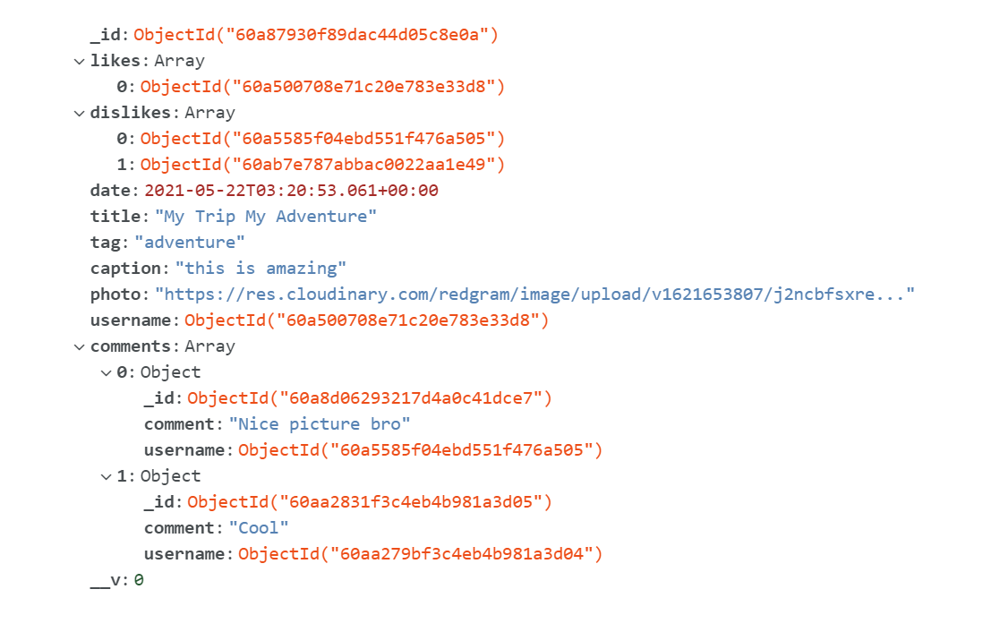 _id: ObjectId("60a87930f89dac44d05c8e0a")
likes: Array
0: ObjectId("60a500708e71c20e783e33d8")
dislikes: Array
0: ObjectId("60a5585f04ebd551f476a505")
1: ObjectId("60ab7e787abbac0022aa1e49")
date: 2021-05-22T03:20:53.061+00:00
title: "My Trip My Adventure"
tag: "adventure"
caption: "this is amazing"
photo: "https://res.cloudinary.com/redgram/image/upload/v1621653807/j2ncbfsxre..."
username: ObjectId("60a500708e71c20e783e33d8")
comments: Array
0: Object
_id: ObjectId("60a8d06293217d4a0c41dce7")
comment: "Nice picture bro"
username: ObjectId("60a5585f04ebd551f476a505")
1: Object
_id: ObjectId("60aa2831f3c4eb4b981a3d05")
comment: "Cool"
username: ObjectId("60aa279bf3c4eb4b981a3d04")
__v: 0